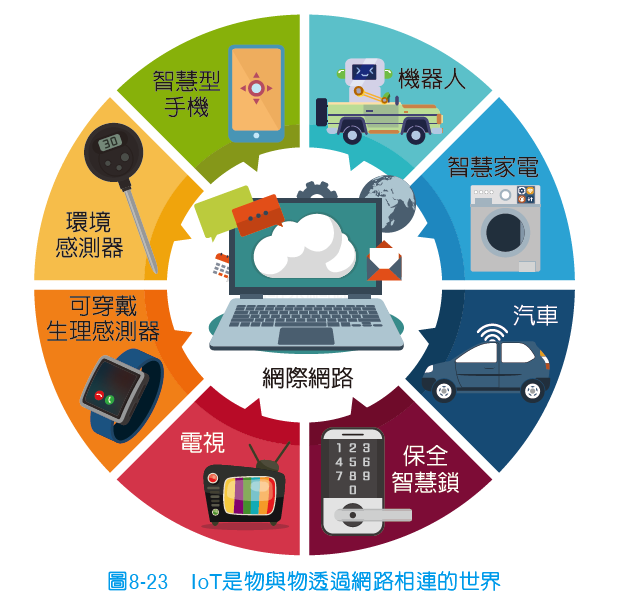 智慧型
手機
機器人
智慧家電
汽車
保全
智慧鎖
1 2 3
4 5 6
7 8 9
0
電視
可穿戴
生理感測器
環境
感測器
30
網際網路
圖8-23 IoT是物與物透過網路相連的世界